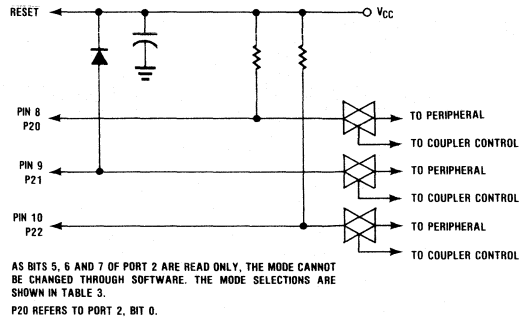 RESET
VCC
PIN 8
P20
TO PERIPHERAL
TO COUPLER CONTROL
PIN 9
P21
TO PERIPHERAL
TO COUPLER CONTROL
PIN 10
P22
TO PERIPHERAL
TO COUPLER CONTROL
AS BITS 5, 6 AND 7 OF PORT 2 ARE READ ONLY, THE MODE CANNOT
BE CHANGED THROUGH SOFTWARE. THE MODE SELECTIONS ARE
SHOWN IN TABLE 3.
P20 REFERS TO PORT 2, BIT 0.